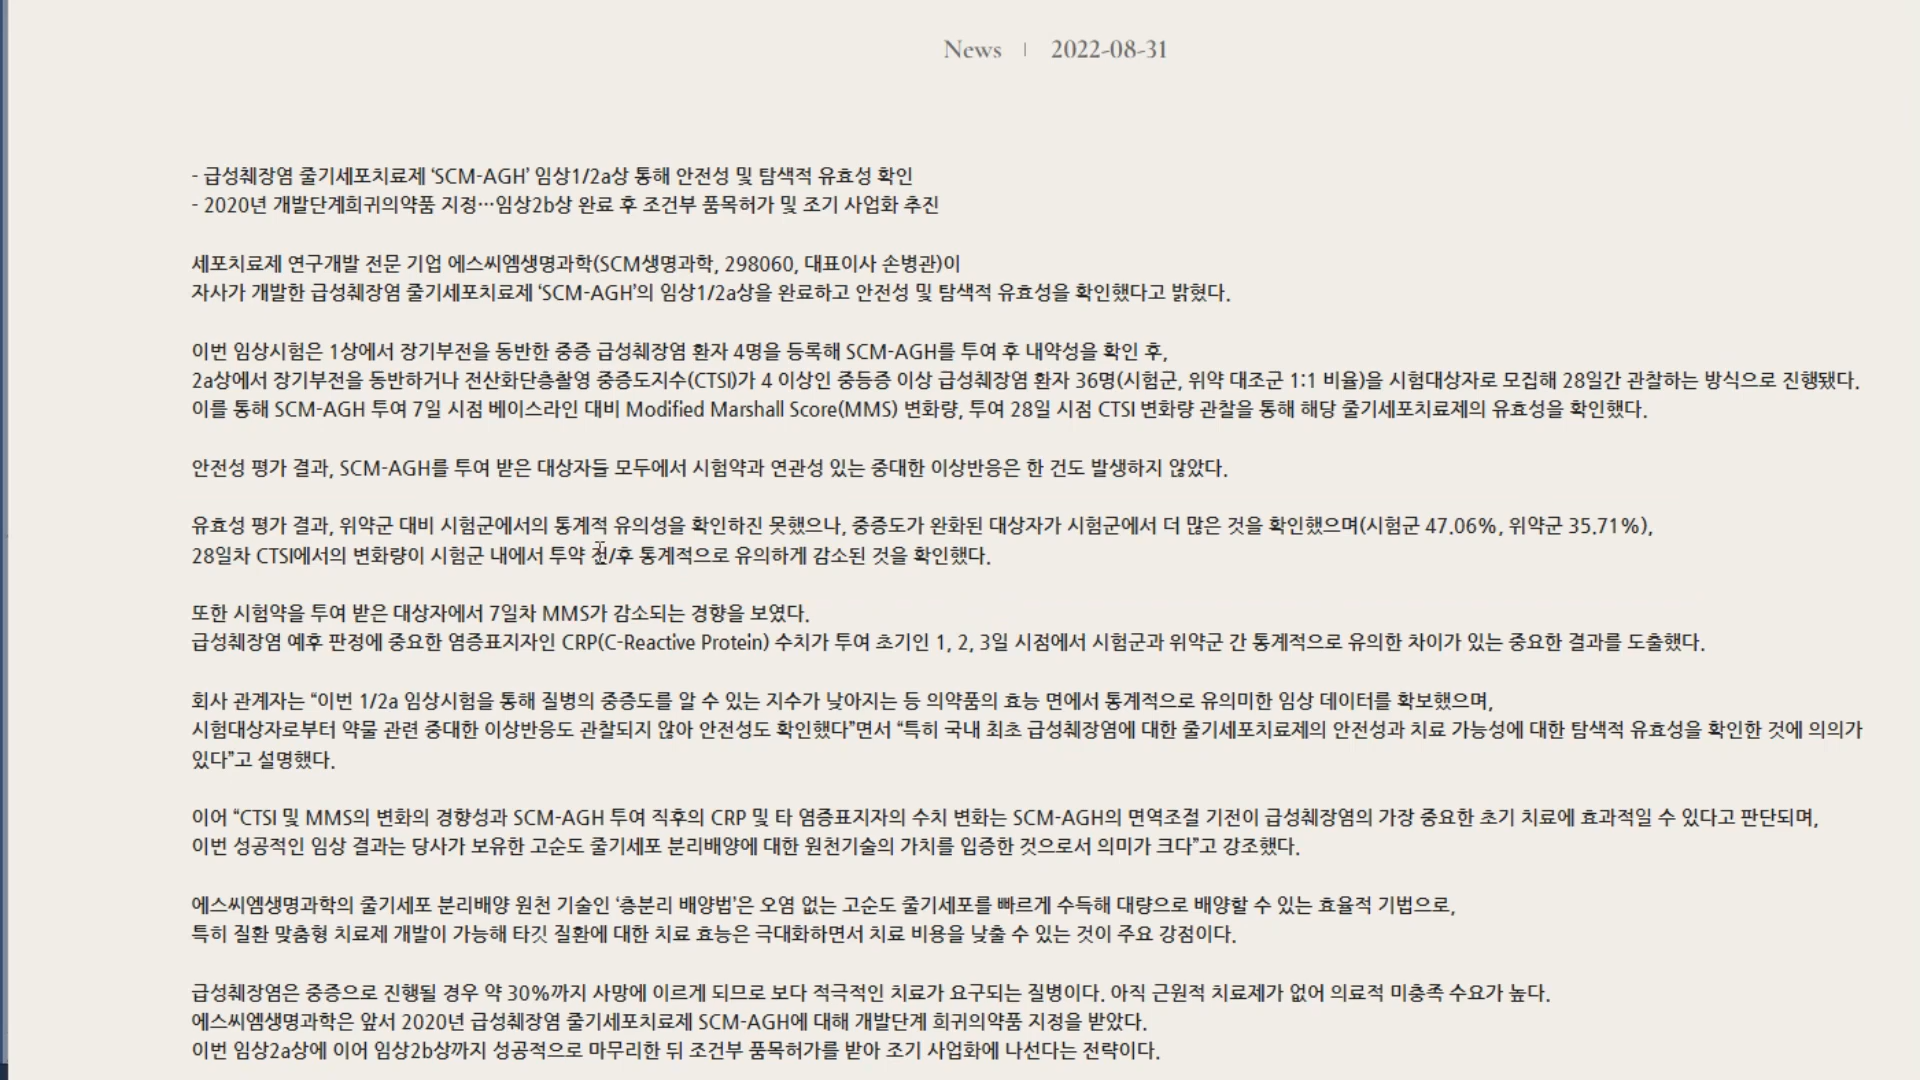 News | 2022-08-31
- 급성췌장염 줄기세포치료제 ‘SCM-AGH’ 임상1/2a상 통해 안전성 및 탐색적 유효성 확인
- 2020년 개발단계희귀의약품 지정…임상2b상 완료 후 조건부 품목허가 및 조기 사업화 추진
세포치료제 연구개발 전문 기업 에스씨엠생명과학(SCM생명과학, 298060, 대표이사 손병관)이
자사가 개발한 급성췌장염 줄기세포치료제 ‘SCM-AGH’의 임상1/2a상을 완료하고 안전성 및 탐색적 유효성을 확인했다고 밝혔다.
이번 임상시험은 1상에서 장기부전을 동반한 중증 급성췌장염 환자 4명을 등록해 SCM-AGH를 투여 후 내약성을 확인 후,
2a상에서 장기부전을 동반하거나 전산화단층촬영 중증도지수(CTSI)가 4 이상인 중등증 이상 급성췌장염 환자 36명(시험군, 위약 대조군 1:1 비율)을 시험대상자로 모집해 28일간 관찰하는 방식으로 진행됐다.
이를 통해 SCM-AGH 투여 7일 시점 베이스라인 대비 Modified Marshall Score(MMS) 변화량, 투여 28일 시점 CTSI 변화량 관찰을 통해 해당 줄기세포치료제의 유효성을 확인했다.
안전성 평가 결과, SCM-AGH를 투여 받은 대상자들 모두에서 시험약과 연관성 있는 중대한 이상반응은 한 건도 발생하지 않았다.
유효성 평가 결과, 위약군 대비 시험군에서의 통계적 유의성을 확인하진 못했으나, 중증도가 완화된 대상자가 시험군에서 더 많은 것을 확인했으며(시험군 47.06%, 위약군 35.71%),
28일차 CTSI에서의 변화량이 시험군 내에서 투약 전/후 통계적으로 유의하게 감소된 것을 확인했다.
또한 시험약을 투여 받은 대상자에서 7일차 MMS가 감소되는 경향을 보였다.
급성췌장염 예후 판정에 중요한 염증표지자인 CRP(C-Reactive Protein) 수치가 투여 초기인 1, 2, 3일 시점에서 시험군과 위약군 간 통계적으로 유의한 차이가 있는 중요한 결과를 도출했다.
회사 관계자는 “이번 1/2a 임상시험을 통해 질병의 중증도를 알 수 있는 지수가 낮아지는 등 의약품의 효능 면에서 통계적으로 유의미한 임상 데이터를 확보했으며,
시험대상자로부터 약물 관련 중대한 이상반응도 관찰되지 않아 안전성도 확인했다”면서 “특히 국내 최초 급성췌장염에 대한 줄기세포치료제의 안전성과 치료 가능성에 대한 탐색적 유효성을 확인한 것에 의의가
있다”고 설명했다.
이어 “CTSI 및 MMS의 변화의 경향성과 SCM-AGH 투여 직후의 CRP 및 타 염증표지자의 수치 변화는 SCM-AGH의 면역조절 기전이 급성췌장염의 가장 중요한 초기 치료에 효과적일 수 있다고 판단되며,
이번 성공적인 임상 결과는 당사가 보유한 고순도 줄기세포 분리배양에 대한 원천기술의 가치를 입증한 것으로서 의미가 크다”고 강조했다.
에스씨엠생명과학의 줄기세포 분리배양 원천 기술인 ‘층분리 배양법’은 오염 없는 고순도 줄기세포를 빠르게 수득해 대량으로 배양할 수 있는 효율적 기법으로,
특히 질환 맞춤형 치료제 개발이 가능해 타깃 질환에 대한 치료 효능은 극대화하면서 치료 비용을 낮출 수 있는 것이 주요 강점이다.
급성췌장염은 중증으로 진행될 경우 약 30%까지 사망에 이르게 되므로 보다 적극적인 치료가 요구되는 질병이다. 아직 근원적 치료제가 없어 의료적 미충족 수요가 높다.
에스씨엠생명과학은 앞서 2020년 급성췌장염 줄기세포치료제 SCM-AGH에 대해 개발단계 희귀의약품 지정을 받았다.
이번 임상2a상에 이어 임상2b상까지 성공적으로 마무리한 뒤 조건부 품목허가를 받아 조기 사업화에 나선다는 전략이다.